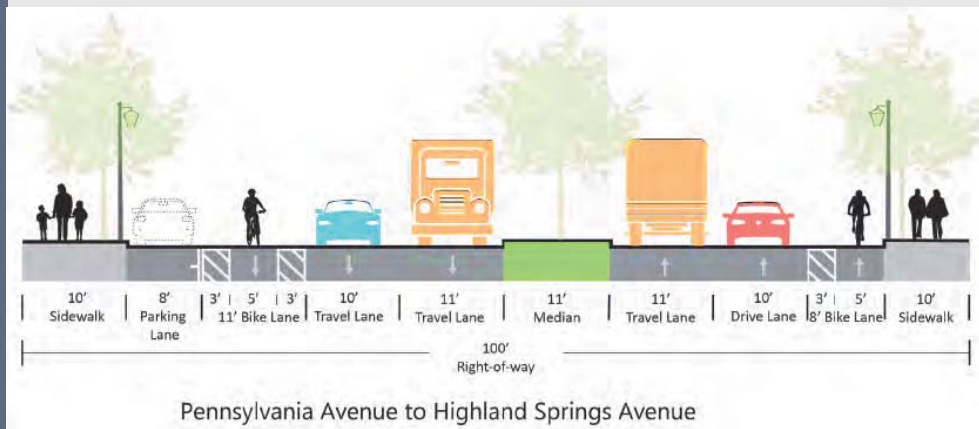 10' 8' 3' 5' 3' 10' 11' 11' 11' 10' 3' 5' 10'
Sidewalk Parking Lane 11' Bike Lane Travel Lane Travel Lane Median Travel Lane Drive Lane 8' Bike Lane Sidewalk
100'
Right-of-way
Pennsylvania Avenue to Highland Springs Avenue